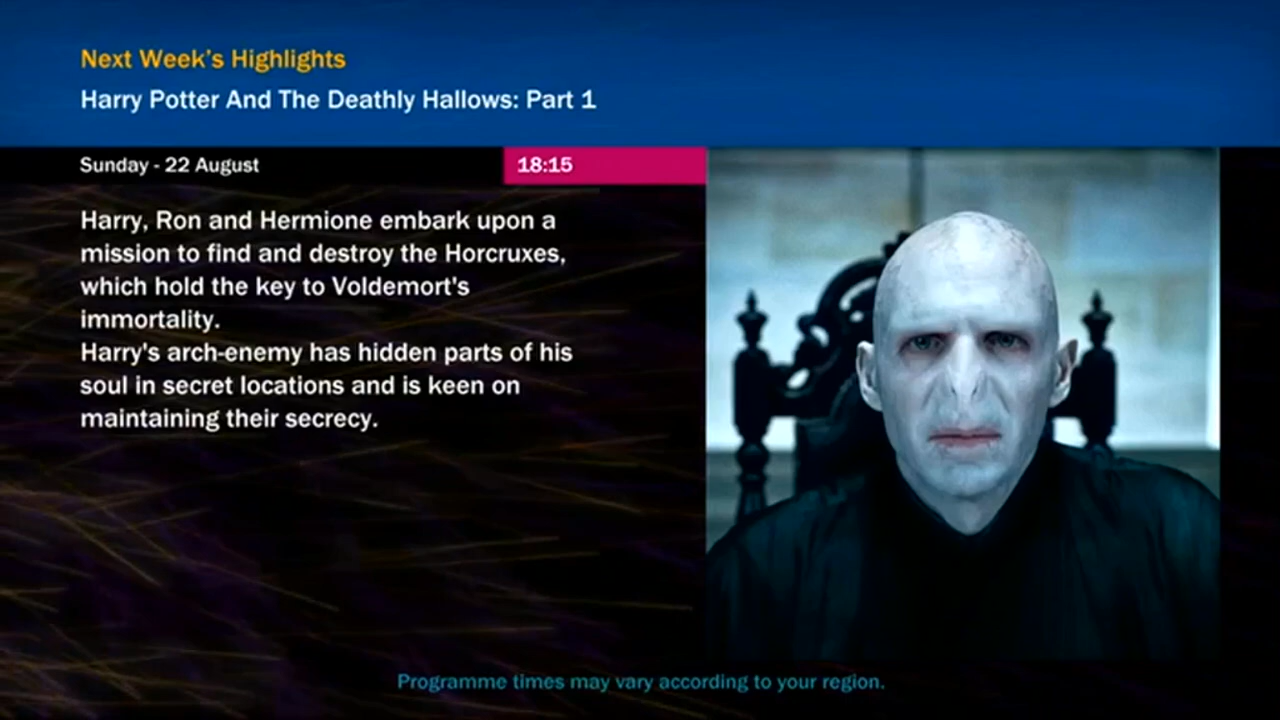 Next Week's Highlights
Harry Potter And The Deathly Hallows: Part 1
Sunday - 22 August
18:15
Harry, Ron and Hermione embark upon a
mission to find and destroy the Horcruxes,
which hold the key to Voldemort's
immortality.
Harry's arch-enemy has hidden parts of his
soul in secret locations and is keen on
maintaining their secrecy.
Programme times may vary according to your region.